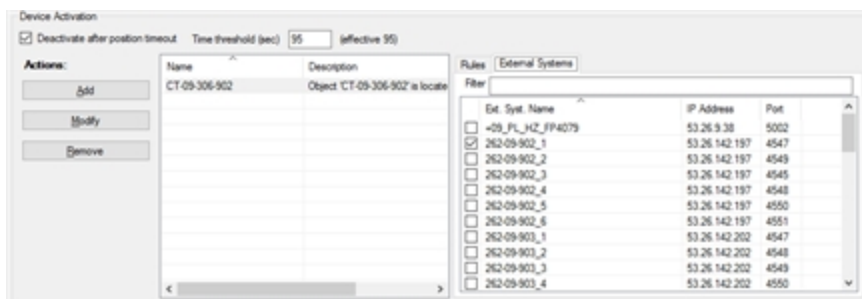 Device Activation
Deactivate after position timeout Time threshold (sec) 95 (effective 95)
Actions:
Add
Modify
Remove
Name Description
CT-09-306-902 Object 'CT-09-306-902' is locate
Rules External Systems
Filter
Ext. Syst. Name IP Address Port
=09_PL_HZ_FP4079 53.26.9.38 5002
262-09-902_1 53.26.142.197 4547
262-09-902_2 53.26.142.197 4549
262-09-902_3 53.26.142.197 4545
262-09-902_4 53.26.142.197 4548
262-09-902_5 53.26.142.197 4550
262-09-902_6 53.26.142.197 4551
262-09-903_1 53.26.142.202 4547
262-09-903_2 53.26.142.202 4548
262-09-903_3 53.26.142.202 4549
262-09-903_4 53.26.142.202 4550